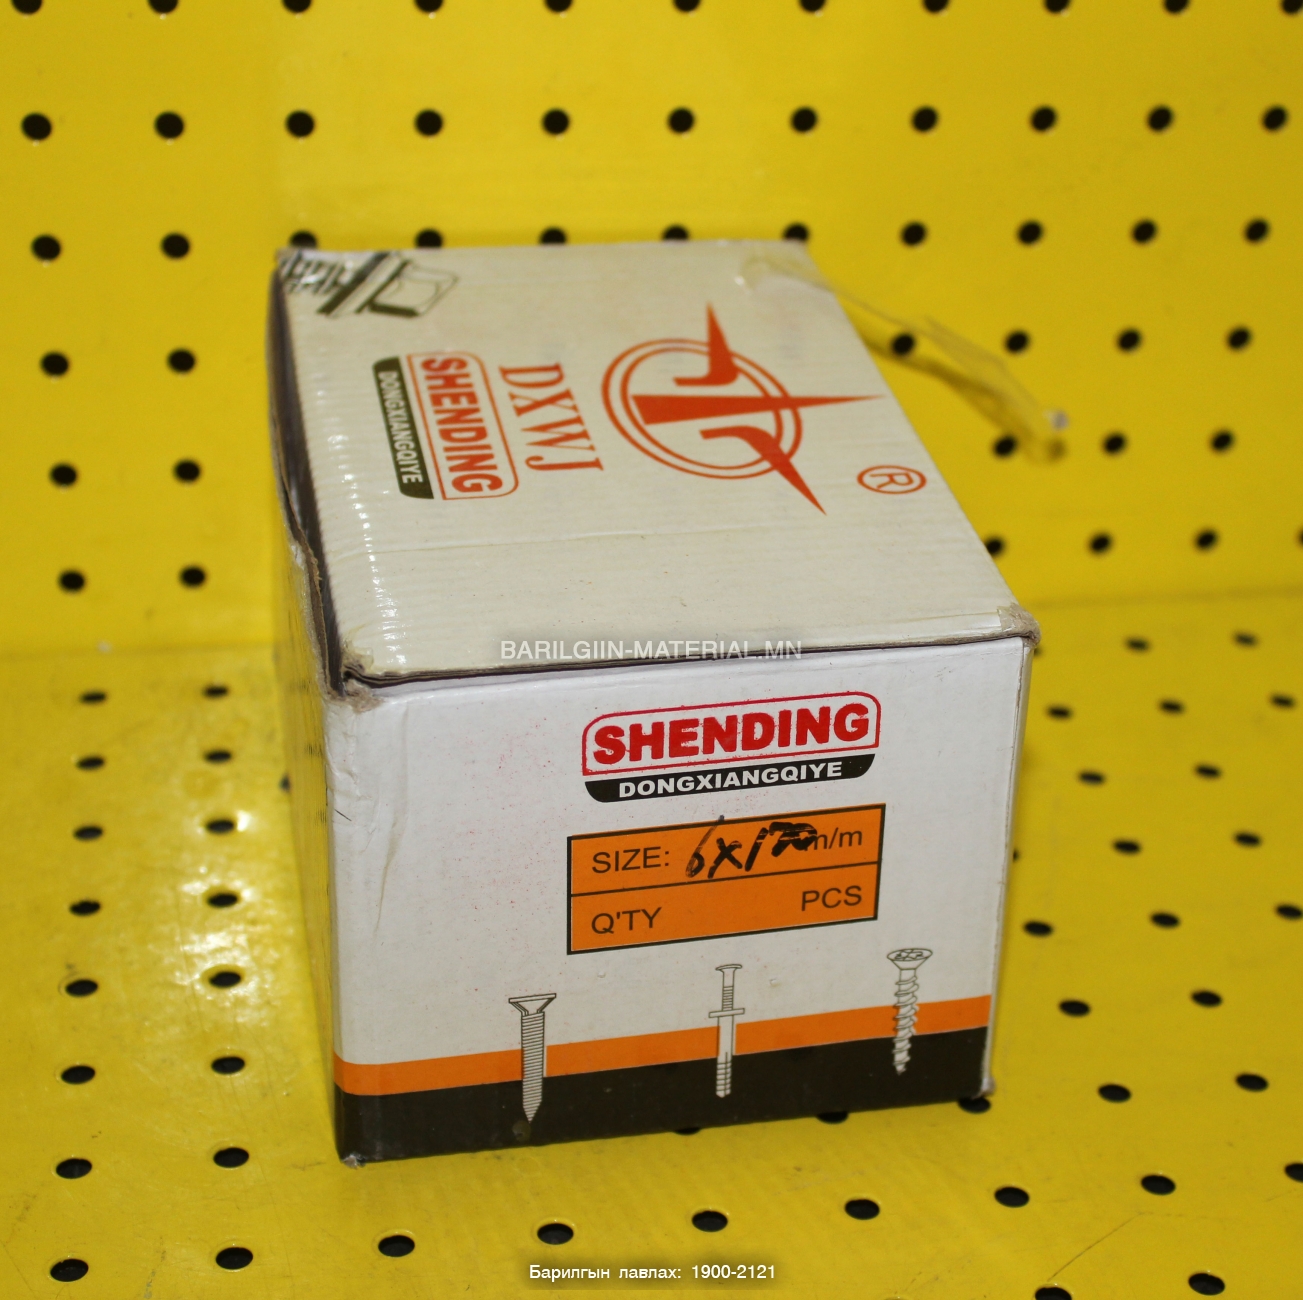 DXWJ
SHENDING
DONGXIANGQIYE
®
BARILGIIN-MATERIAL.MN
SHENDING
DONGXIANGQIYE
SIZE: 6x170 m/m
Q'TY PCS
Барилгын лавлах: 1900-2121